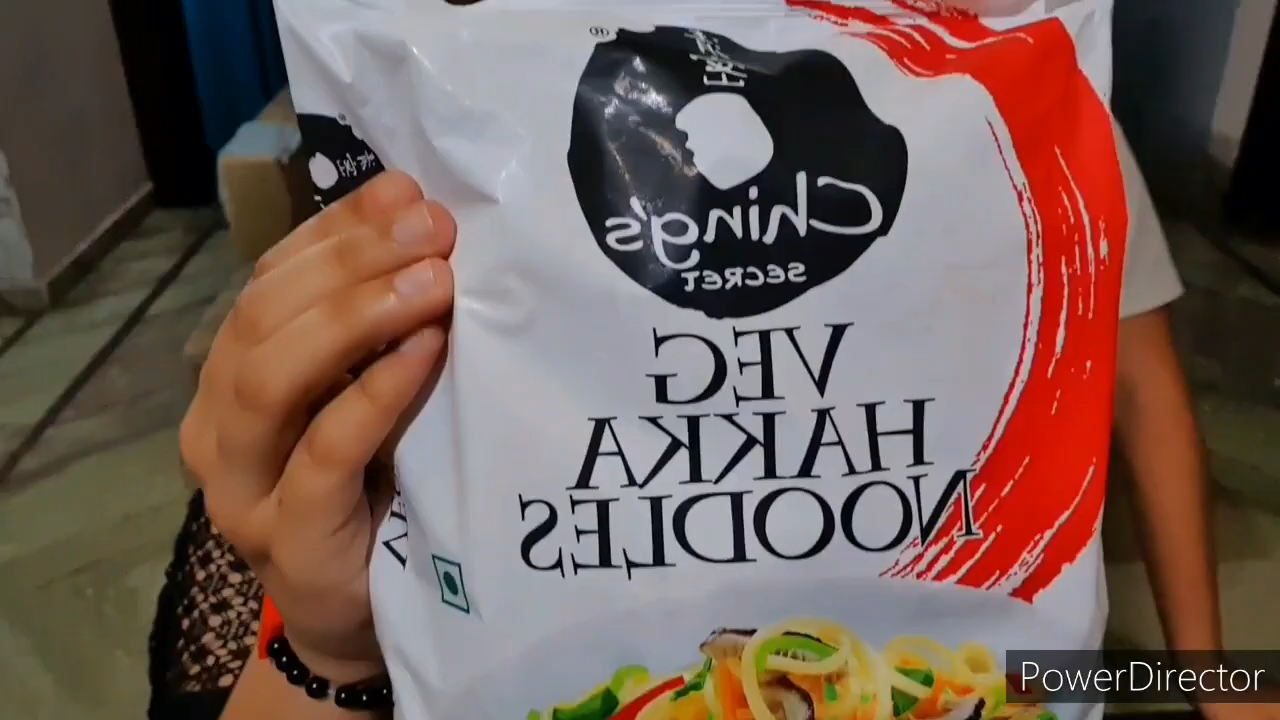 Ching's
SECRET
VEG
HAKKA
NOODLES
PowerDirector